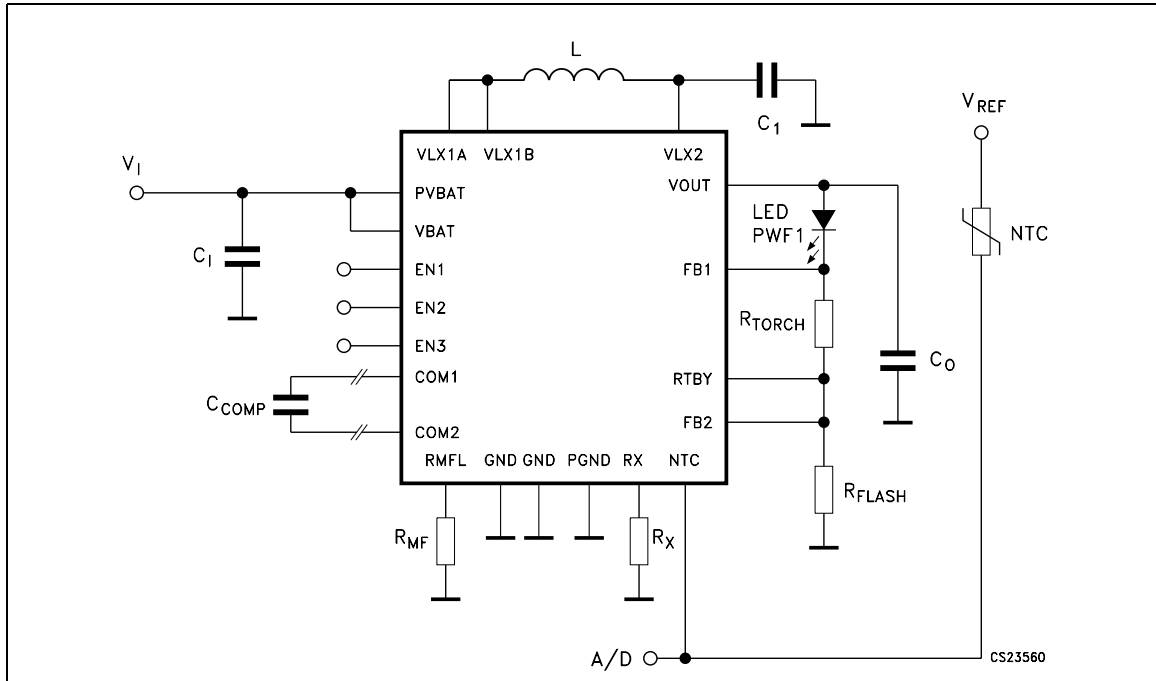 L
C1
VREF
VLX1A VLX1B VLX2
VI
PVBAT
VOUT
LED
PWF1
NTC
VBAT
CI
EN1
FB1
EN2
RTORCH
EN3
CO
COM1
RTBY
CCOMP
COM2
FB2
RMFL GND GND PGND RX NTC
RFLASH
RMF
RX
A/D
CS23560